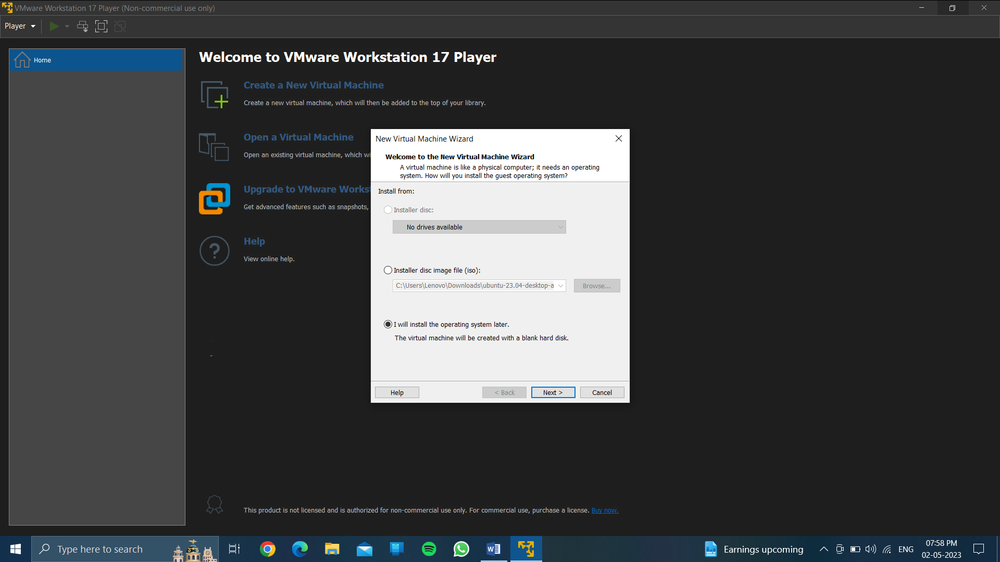 VMware Workstation 17 Player (Non-commercial use only)
Player
Home
Welcome to VMware Workstation 17 Player
Create a New Virtual Machine
Create a new virtual machine, which will then be added to the top of your library.
Open a Virtual Machine
Open an existing virtual machine, which wi
Upgrade to VMware Workst
Get advanced features such as snapshots,
Help
View online help.
New Virtual Machine Wizard
Welcome to the New Virtual Machine Wizard
A virtual machine is like a physical computer; it needs an operating
system. How will you install the guest operating system?
Install from:
Installer disc:
No drives available
Installer disc image file (iso):
C:\Users\Lenovo\Downloads\ubuntu-23.04-desktop-a
Browse...
I will install the operating system later.
The virtual machine will be created with a blank hard disk.
Help
< Back
Next >
Cancel
This product is not licensed and is authorized for non-commercial use only. For commercial use, purchase a license. Buy now.
Type here to search
W
Earnings upcoming
ENG
07:58 PM
02-05-2023